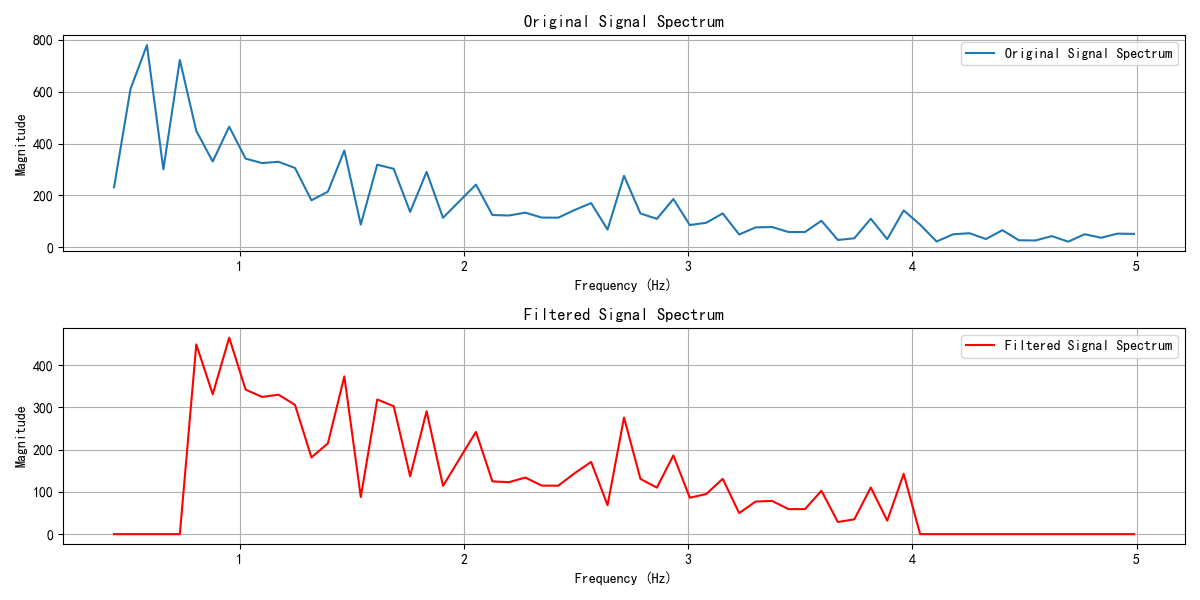 Original Signal Spectrum
800
600
400
200
0
Magnitude
Original Signal Spectrum
1
2
3
4
5
Frequency (Hz)
Filtered Signal Spectrum
400
300
200
100
0
Magnitude
Filtered Signal Spectrum
1
2
3
4
5
Frequency (Hz)